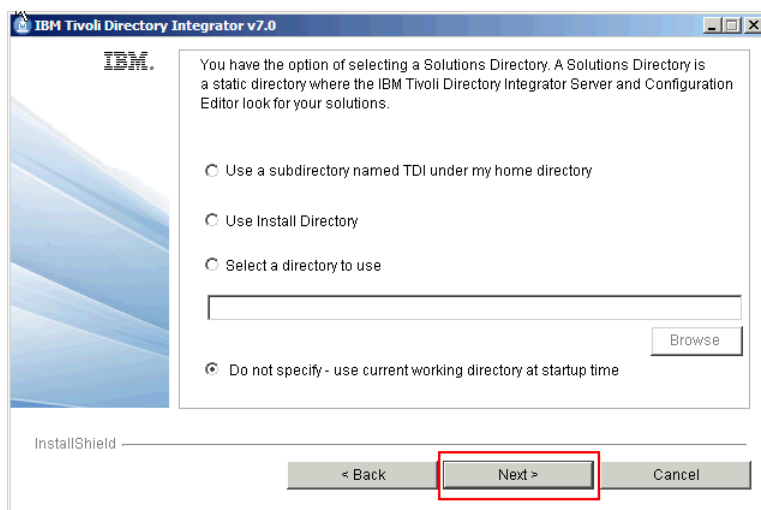 IBM Tivoli Directory Integrator v7.0
IBM.
You have the option of selecting a Solutions Directory. A Solutions Directory is
a static directory where the IBM Tivoli Directory Integrator Server and Configuration
Editor look for your solutions.
Use a subdirectory named TDI under my home directory
Use Install Directory
Select a directory to use
Browse
Do not specify - use current working directory at startup time
InstallShield
< Back
Next >
Cancel